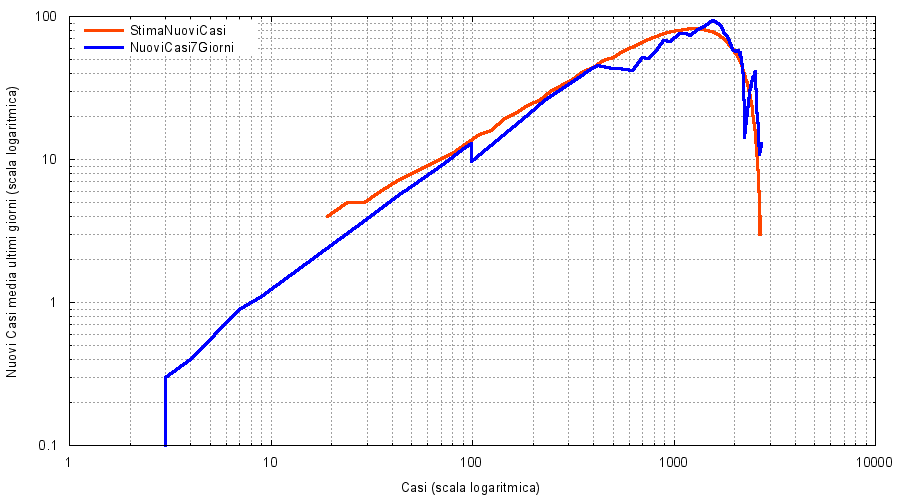 100
StimaNuoviCasi
NuoviCasi7Giorni
10
1
0.1
Nuovi Casi media ultimi giorni (scala logaritmica)
1 10 100 1000 10000
Casi (scala logaritmica)